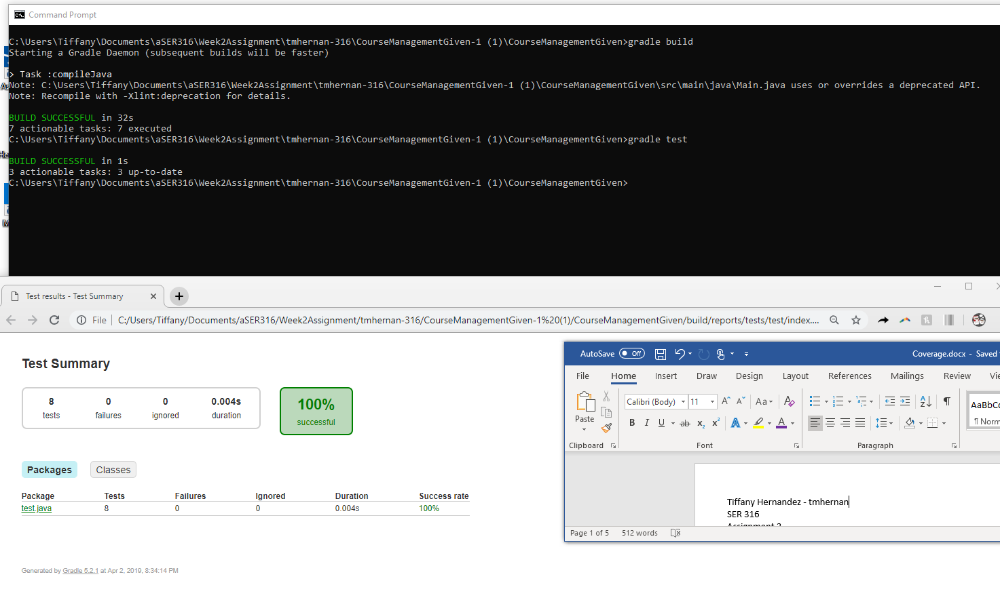 Command Prompt
C:\Users\Tiffany\Documents\aSER316\Week2Assignment\tmhernan-316\CourseManagementGiven-1 (1)\CourseManagementGiven>gradle build
Starting a Gradle Daemon (subsequent builds will be faster)
> Task :compileJava
Note: C:\Users\Tiffany\Documents\aSER316\Week2Assignment\tmhernan-316\CourseManagementGiven-1 (1)\CourseManagementGiven\src\main\java\Main.java uses or overrides a deprecated API.
Note: Recompile with -Xlint:deprecation for details.
BUILD SUCCESSFUL in 32s
7 actionable tasks: 7 executed
C:\Users\Tiffany\Documents\aSER316\Week2Assignment\tmhernan-316\CourseManagementGiven-1 (1)\CourseManagementGiven>gradle test
BUILD SUCCESSFUL in 1s
3 actionable tasks: 3 up-to-date
C:\Users\Tiffany\Documents\aSER316\Week2Assignment\tmhernan-316\CourseManagementGiven-1 (1)\CourseManagementGiven>
Test results - Test Summary
File C:/Users/Tiffany/Documents/aSER316/Week2Assignment/tmhernan-316/CourseManagementGiven-1%20(1)/CourseManagementGiven/build/reports/tests/test/index....
Test Summary
8 0 0 0.004s
tests failures ignored duration
100%
successful
Packages Classes
Package Tests Failures Ignored Duration Success rate
test.java 8 0 0 0.004s 100%
Generated by Gradle 5.2.1 at Apr 2, 2019, 8:34:14 PM
AutoSave Off Coverage.docx - Saved
File Home Insert Draw Design Layout References Mailings Review
Paste
Calibri (Body) 11 Aa
B I U ab x₂ x² A A
¶ Norm
Clipboard Font Paragraph
Tiffany Hernandez - tmhernan
SER 316
Assignment 2
Page 1 of 5 512 words